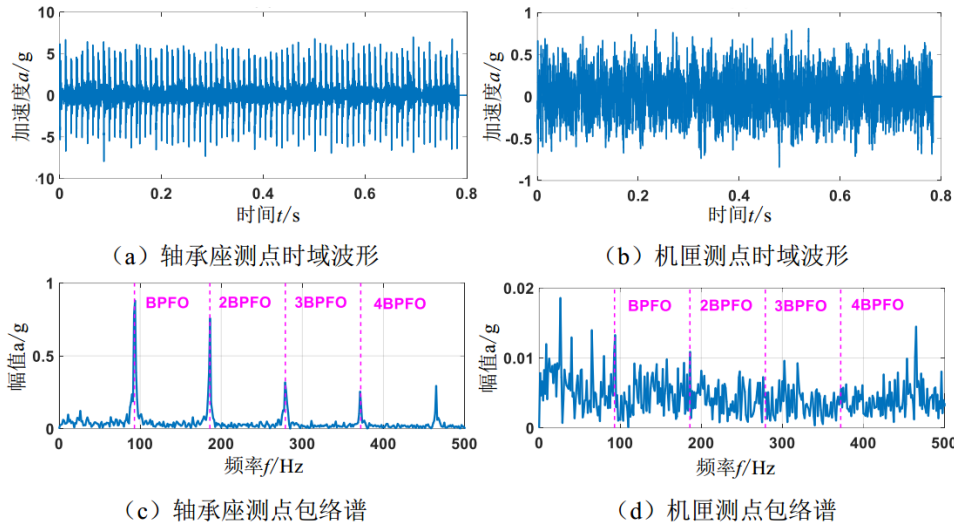 10
5
0
-5
10
加速度a/g
0
0.2
0.4
0.6
0.8
时间t/s
(a)轴承座测点时域波形
1
0.5
0
-0.5
-1
加速度a/g
0
0.2
0.4
0.6
0.8
时间t/s
(b)机匣测点时域波形
1
0.5
0
幅值a/g
BPFO
2BPFO
3BPFO
4BPFO
0
100
200
300
400
500
频率f/Hz
(c)轴承座测点包络谱
0.02
0.01
0
幅值a/g
BPFO
2BPFO
3BPFO
4BPFO
0
100
200
300
400
500
频率f/Hz
(d)机匣测点包络谱